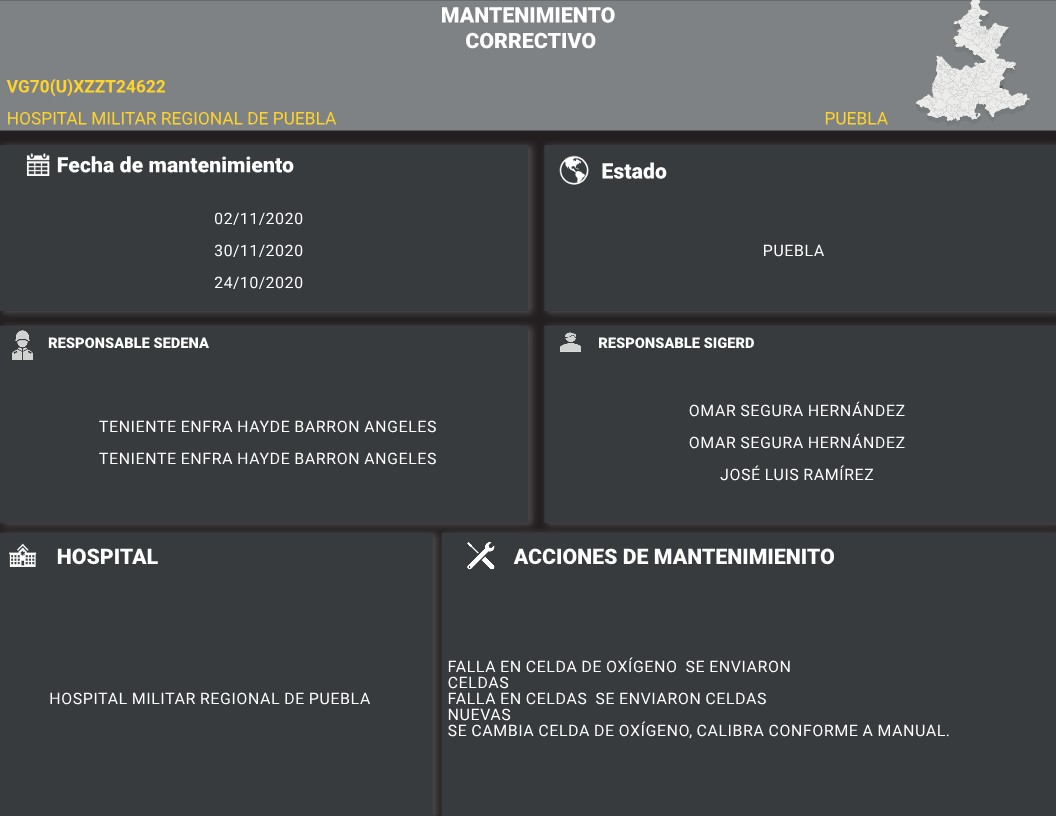 MANTENIMIENTO
CORRECTIVO
VG70(U)XZZT24622
HOSPITAL MILITAR REGIONAL DE PUEBLA
PUEBLA
Fecha de mantenimiento
02/11/2020
30/11/2020
24/10/2020
Estado
PUEBLA
RESPONSABLE SEDENA
TENIENTE ENFRA HAYDE BARRON ANGELES
TENIENTE ENFRA HAYDE BARRON ANGELES
RESPONSABLE SIGERD
OMAR SEGURA HERNÁNDEZ
OMAR SEGURA HERNÁNDEZ
JOSÉ LUIS RAMÍREZ
HOSPITAL
HOSPITAL MILITAR REGIONAL DE PUEBLA
ACCIONES DE MANTENIMIENITO
FALLA EN CELDA DE OXÍGENO  SE ENVIARON
CELDAS
FALLA EN CELDAS  SE ENVIARON CELDAS
NUEVAS
SE CAMBIA CELDA DE OXÍGENO, CALIBRA CONFORME A MANUAL.